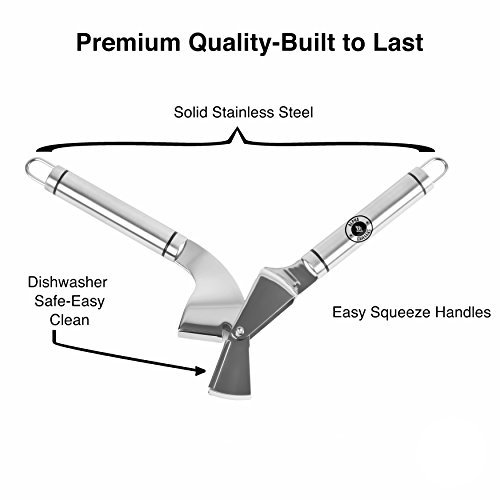 Premium Quality-Built to Last
Solid Stainless Steel
Dishwasher
Safe-Easy
Clean
Easy Squeeze Handles